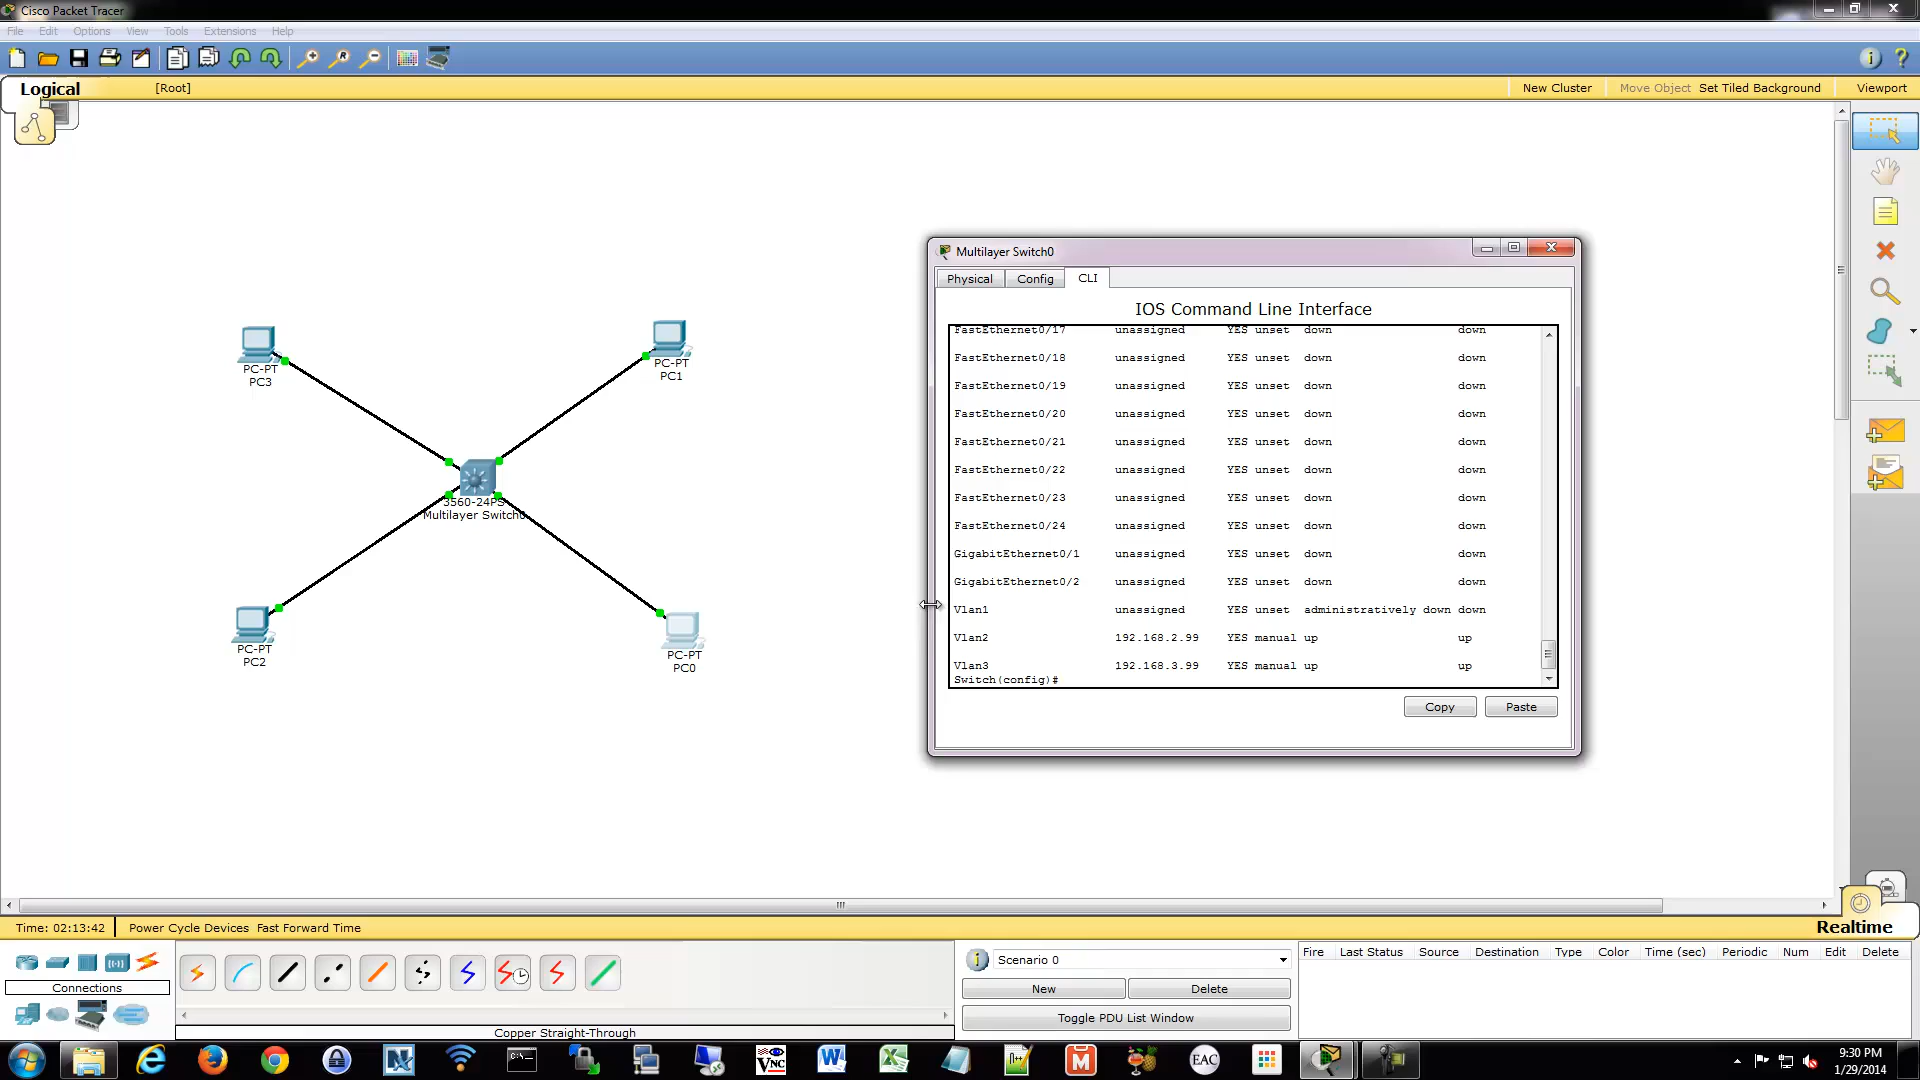 Cisco Packet Tracer
File Edit Options View Tools Extensions Help
Logical [Root] New Cluster Move Object Set Tiled Background Viewport
Multilayer Switch0
Physical Config CLI
IOS Command Line Interface
FastEthernet0/17 unassigned YES unset down down
FastEthernet0/18 unassigned YES unset down down
FastEthernet0/19 unassigned YES unset down down
FastEthernet0/20 unassigned YES unset down down
FastEthernet0/21 unassigned YES unset down down
FastEthernet0/22 unassigned YES unset down down
FastEthernet0/23 unassigned YES unset down down
FastEthernet0/24 unassigned YES unset down down
GigabitEthernet0/1 unassigned YES unset down down
GigabitEthernet0/2 unassigned YES unset down down
Vlan1 unassigned YES unset administratively down down
Vlan2 192.168.2.99 YES manual up up
Vlan3 192.168.3.99 YES manual up up
Switch(config)#
Copy Paste
PC-PT
PC3
PC-PT
PC1
3560-24PS
Multilayer Switch0
PC-PT
PC2
PC-PT
PC0
Time: 02:13:42 Power Cycle Devices Fast Forward Time Realtime
Connections
Copper Straight-Through
Scenario 0
New Delete
Toggle PDU List Window
Fire Last Status Source Destination Type Color Time (sec) Periodic Num Edit Delete
VNC
EAC
9:30 PM
1/29/2014